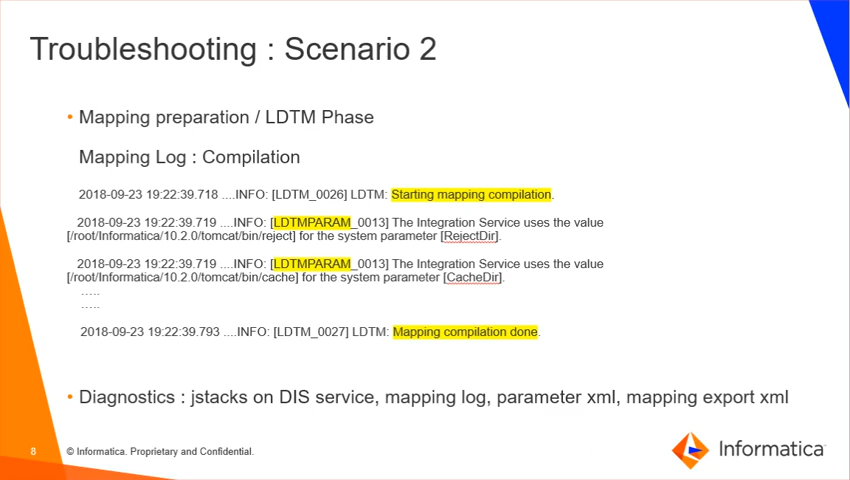 Troubleshooting : Scenario 2
• Mapping preparation / LDTM Phase
Mapping Log : Compilation
2018-09-23 19:22:39.718 ....INFO: [LDTM_0026] LDTM: Starting mapping compilation.
2018-09-23 19:22:39.719 ....INFO: [LDTMPARAM_0013] The Integration Service uses the value
[/root/Informatica/10.2.0/tomcat/bin/reject] for the system parameter [RejectDir].
2018-09-23 19:22:39.719 ....INFO: [LDTMPARAM_0013] The Integration Service uses the value
[/root/Informatica/10.2.0/tomcat/bin/cache] for the system parameter [CacheDir].
.....
.....
2018-09-23 19:22:39.793 ....INFO: [LDTM_0027] LDTM: Mapping compilation done.
• Diagnostics : jstacks on DIS service, mapping log, parameter xml, mapping export xml
8 © Informatica. Proprietary and Confidential.
Informatica